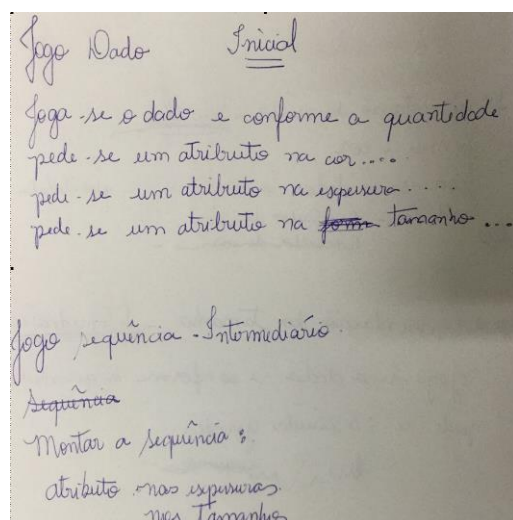 Jogo Dado Inicial
Joga-se o dado e conforme a quantidade
pede-se um atributo na cor....
pede-se um atributo na espessura....
pede-se um atributo na form tamanho ...
Jogo sequência - Intermediário
Sequência
Montar a sequência:
atributo nas espessuras
nos Tamanhos